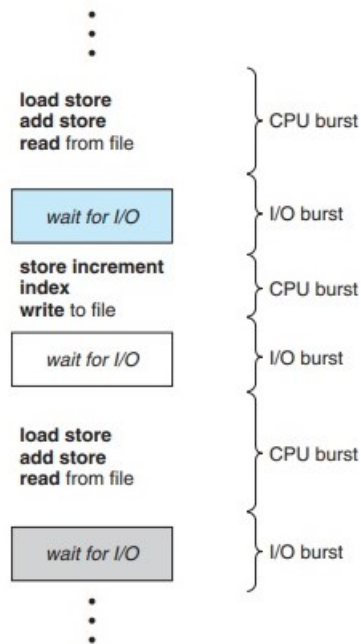 load store
add store
read from file
CPU burst
wait for I/O
I/O burst
store increment
index
write to file
CPU burst
wait for I/O
I/O burst
load store
add store
read from file
CPU burst
wait for I/O
I/O burst